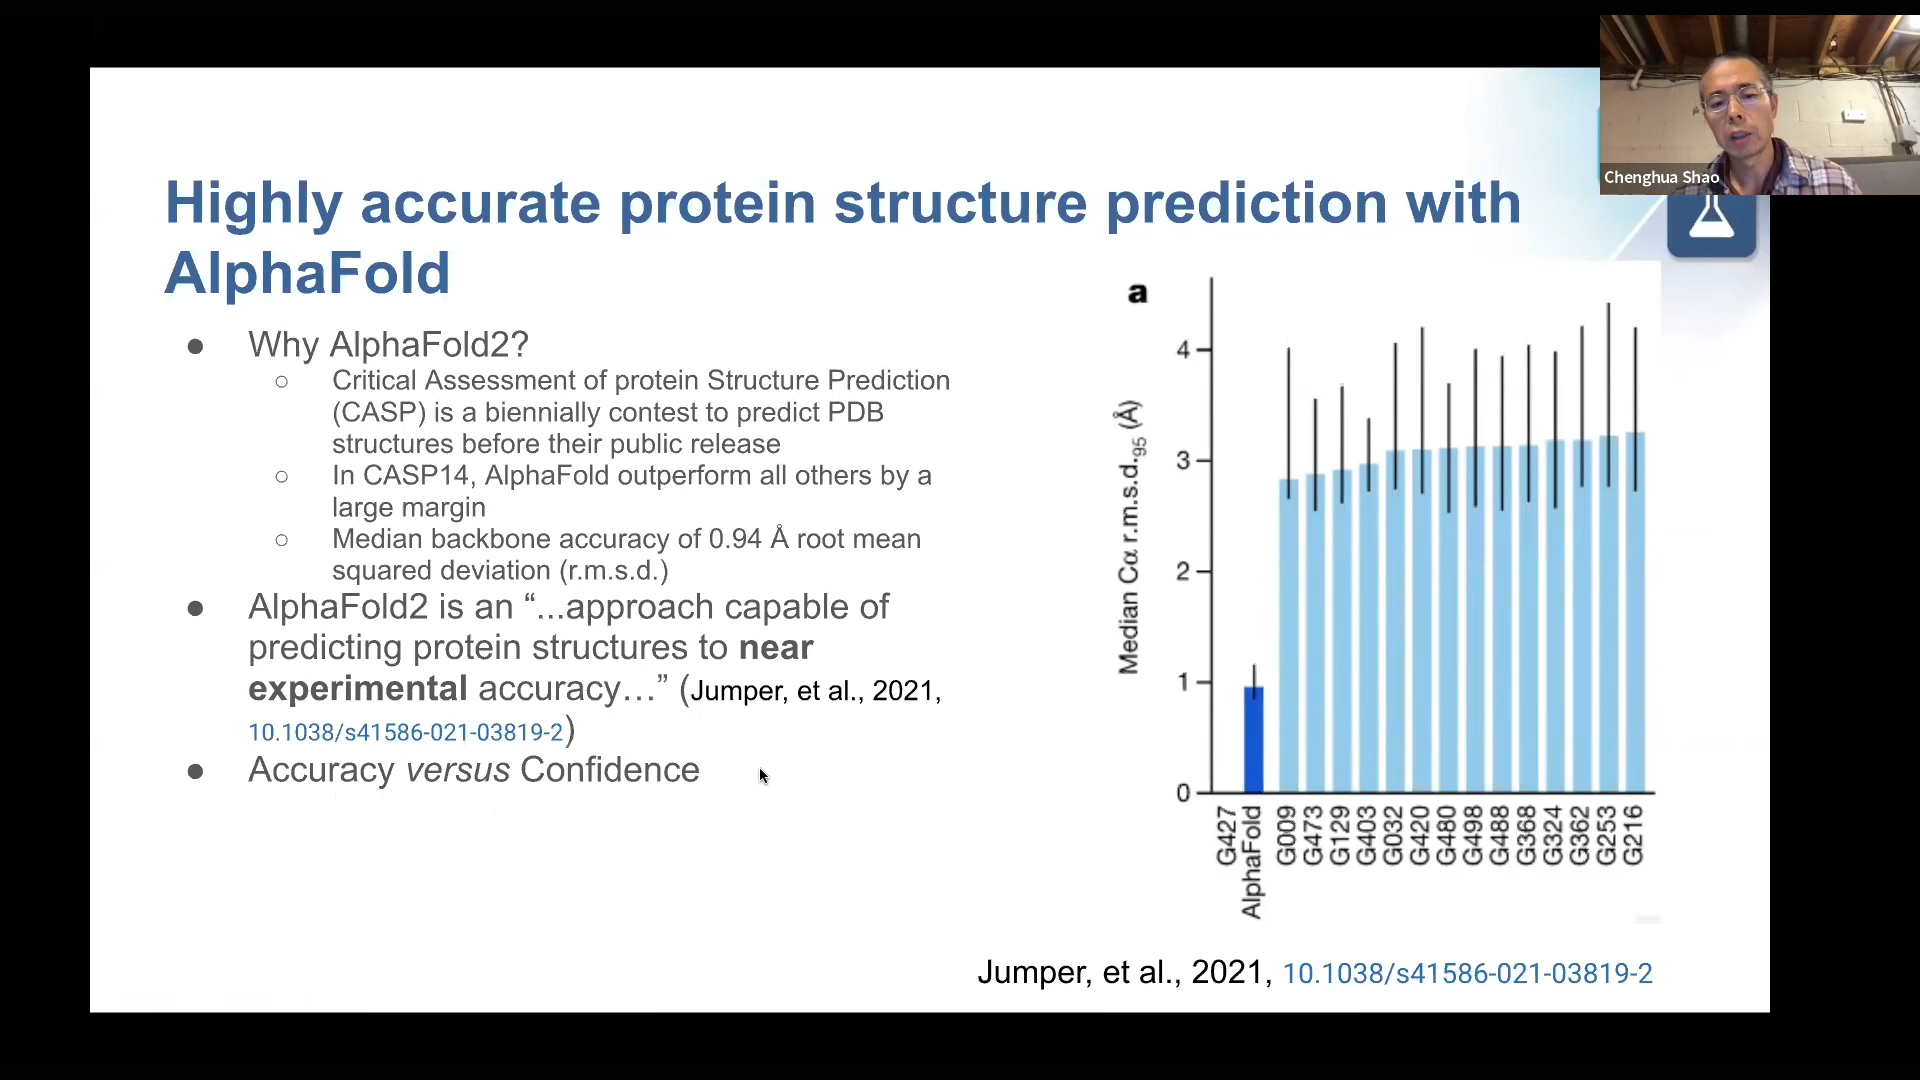 Chenghua Shao
Highly accurate protein structure prediction with
AlphaFold
● Why AlphaFold2?
○ Critical Assessment of protein Structure Prediction
(CASP) is a biennially contest to predict PDB
structures before their public release
○ In CASP14, AlphaFold outperform all others by a
large margin
○ Median backbone accuracy of 0.94 Å root mean
squared deviation (r.m.s.d.)
● AlphaFold2 is an “...approach capable of
predicting protein structures to near
experimental accuracy…” (Jumper, et al., 2021,
10.1038/s41586-021-03819-2)
● Accuracy versus Confidence
a
Median Cα r.m.s.d.95 (Å)
4
3
2
1
0
G427
AlphaFold
G009
G473
G129
G403
G032
G420
G480
G498
G488
G368
G324
G362
G253
G216
Jumper, et al., 2021, 10.1038/s41586-021-03819-2